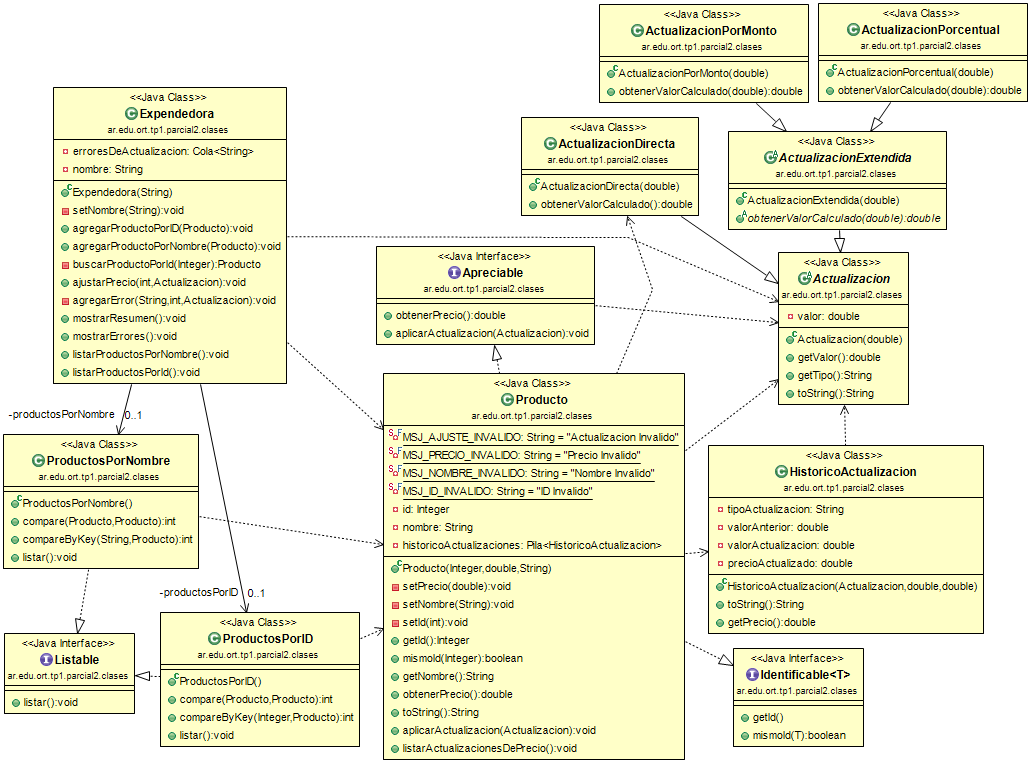 <<Java Class>>
ActualizacionPorMonto
ar.edu.ort.tp1.parcial2.clases
ActualizacionPorMonto(double)
obtenerValorCalculado(double):double
<<Java Class>>
ActualizacionPorcentual
ar.edu.ort.tp1.parcial2.clases
ActualizacionPorcentual(double)
obtenerValorCalculado(double):double
<<Java Class>>
Expendedora
ar.edu.ort.tp1.parcial2.clases
erroresDeActualizacion: Cola<String>
nombre: String
Expendedora(String)
setNombre(String):void
agregarProductoPorID(Producto):void
agregarProductoPorNombre(Producto):void
buscarProductoPorId(Integer):Producto
ajustarPrecio(int,Actualizacion):void
agregarError(String,int,Actualizacion):void
mostrarResumen():void
mostrarErrores():void
listarProductosPorNombre():void
listarProductosPorId():void
<<Java Class>>
ActualizacionDirecta
ar.edu.ort.tp1.parcial2.clases
ActualizacionDirecta(double)
obtenerValorCalculado():double
<<Java Class>>
ActualizacionExtendida
ar.edu.ort.tp1.parcial2.clases
ActualizacionExtendida(double)
obtenerValorCalculado(double):double
<<Java Interface>>
Apreciable
ar.edu.ort.tp1.parcial2.clases
obtenerPrecio():double
aplicarActualizacion(Actualizacion):void
<<Java Class>>
Actualizacion
ar.edu.ort.tp1.parcial2.clases
valor: double
Actualizacion(double)
getValor():double
getTipo():String
toString():String
-productosPorNombre 0..1
<<Java Class>>
ProductosPorNombre
ar.edu.ort.tp1.parcial2.clases
ProductosPorNombre()
compare(Producto,Producto):int
compareByKey(String,Producto):int
listar():void
<<Java Class>>
Producto
ar.edu.ort.tp1.parcial2.clases
MSJ_AJUSTE_INVALIDO: String = "Actualizacion Invalido"
MSJ_PRECIO_INVALIDO: String = "Precio Invalido"
MSJ_NOMBRE_INVALIDO: String = "Nombre Invalido"
MSJ_ID_INVALIDO: String = "ID Invalido"
id: Integer
nombre: String
historicoActualizaciones: Pila<HistoricoActualizacion>
Producto(Integer,double,String)
setPrecio(double):void
setNombre(String):void
setId(int):void
getId():Integer
mismoId(Integer):boolean
getNombre():String
obtenerPrecio():double
toString():String
aplicarActualizacion(Actualizacion):void
listarActualizacionesDePrecio():void
<<Java Class>>
HistoricoActualizacion
ar.edu.ort.tp1.parcial2.clases
tipoActualizacion: String
valorAnterior: double
valorActualizacion: double
precioActualizado: double
HistoricoActualizacion(Actualizacion,double,double)
toString():String
getPrecio():double
-productosPorID 0..1
<<Java Interface>>
Listable
ar.edu.ort.tp1.parcial2.clases
listar():void
<<Java Class>>
ProductosPorID
ar.edu.ort.tp1.parcial2.clases
ProductosPorID()
compare(Producto,Producto):int
compareByKey(Integer,Producto):int
listar():void
<<Java Interface>>
Identificable<T>
ar.edu.ort.tp1.parcial2.clases
getId()
mismoId(T):boolean